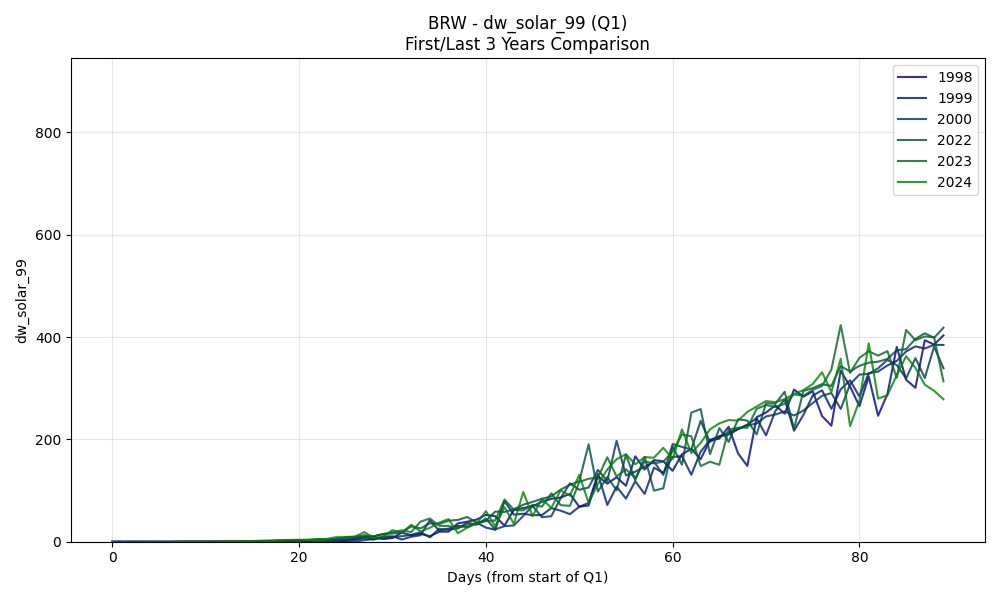 BRW - dw_solar_99 (Q1)
First/Last 3 Years Comparison
1998
1999
2000
2022
2023
2024
800
600
400
200
0
dw_solar_99
0 20 40 60 80
Days (from start of Q1)